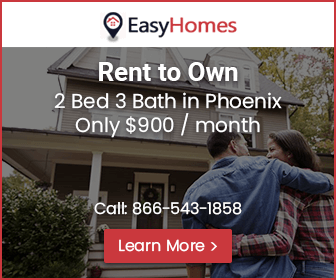 EasyHomes
Rent to Own
2 Bed 3 Bath in Phoenix
Only $900 / month
Call: 866-543-1858
Learn More >